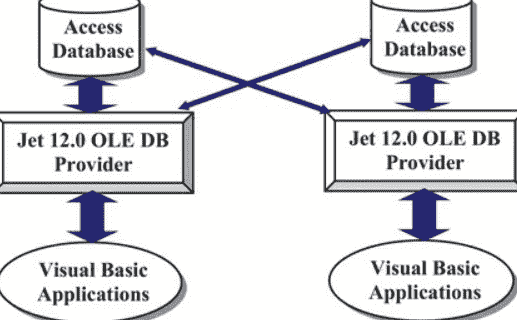 Access
Database
Access
Database
Jet 12.0 OLE DB
Provider
Jet 12.0 OLE DB
Provider
Visual Basic
Applications
Visual Basic
Applications